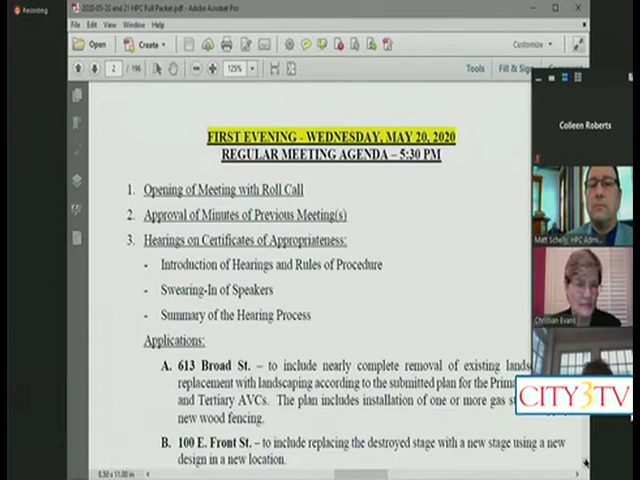 Recording
2020-05-20 and 21 HPC Full Packet.pdf - Adobe Acrobat Pro
File Edit View Window Help
Open
Create
Customize
2 / 196
125%
Tools
Fill & Sign
FIRST EVENING - WEDNESDAY, MAY 20, 2020
REGULAR MEETING AGENDA – 5:30 PM
1. Opening of Meeting with Roll Call
2. Approval of Minutes of Previous Meeting(s)
3. Hearings on Certificates of Appropriateness:
- Introduction of Hearings and Rules of Procedure
- Swearing-In of Speakers
- Summary of the Hearing Process
Applications:
A. 613 Broad St. – to include nearly complete removal of existing lands
replacement with landscaping according to the submitted plan for the Prima
and Tertiary AVCs. The plan includes installation of one or more gas
new wood fencing.
B. 100 E. Front St. – to include replacing the destroyed stage with a new stage using a new
design in a new location.
8.50 x 11.00 in
Colleen Roberts
Matt Schelly, HPC Admi...
Christian Evans
CITY3TV